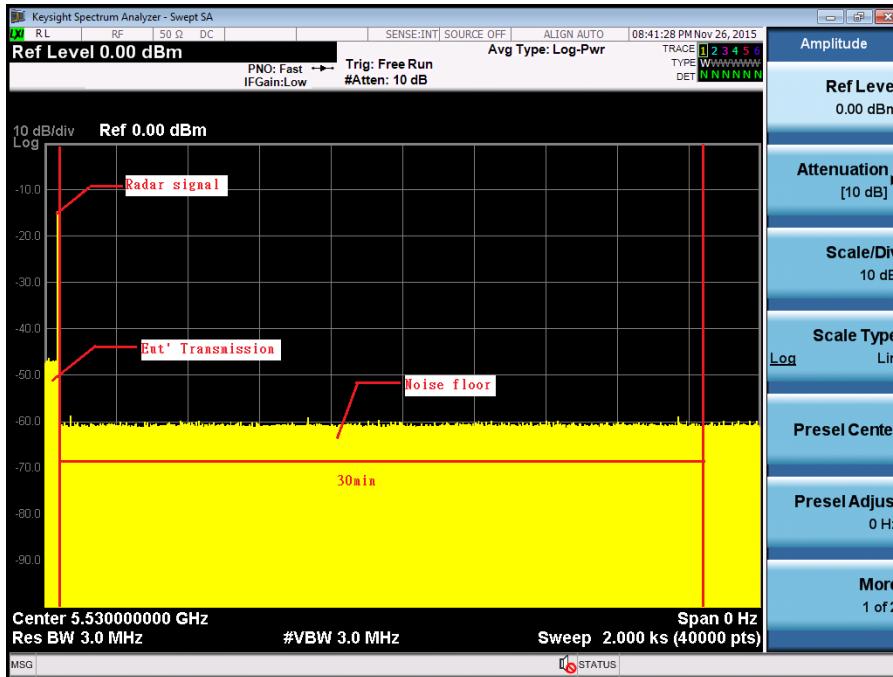 Keysight Spectrum Analyzer - Swept SA
LXI RL RF 50 Ω DC SENSE:INT SOURCE OFF ALIGN AUTO 08:41:28 PM Nov 26, 2015
Ref Level 0.00 dBm
PNO: Fast
IFGain:Low
Trig: Free Run
#Atten: 10 dB
Avg Type: Log-Pwr
TRACE 1 2 3 4 5 6
TYPE WWWWWW
DET N N N N N N
10 dB/div Ref 0.00 dBm
Log
-10.0
-20.0
-30.0
-40.0
-50.0
-60.0
-70.0
-80.0
-90.0
Radar signal
Eut' Transmission
Noise floor
30min
Center 5.530000000 GHz Span 0 Hz
Res BW 3.0 MHz #VBW 3.0 MHz Sweep 2.000 ks (40000 pts)
MSG STATUS
Amplitude
Ref Leve
0.00 dBm
Attenuation
[10 dB]
Scale/Div
10 dB
Scale Type
Log Lin
Presel Cente
Presel Adjus
0 Hz
More
1 of 2